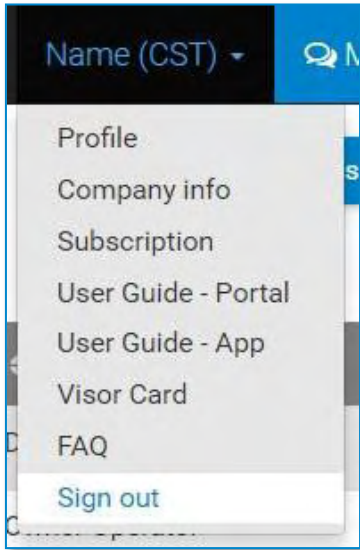 Name (CST)
Profile
Company info
Subscription
User Guide - Portal
User Guide - App
Visor Card
FAQ
Sign out